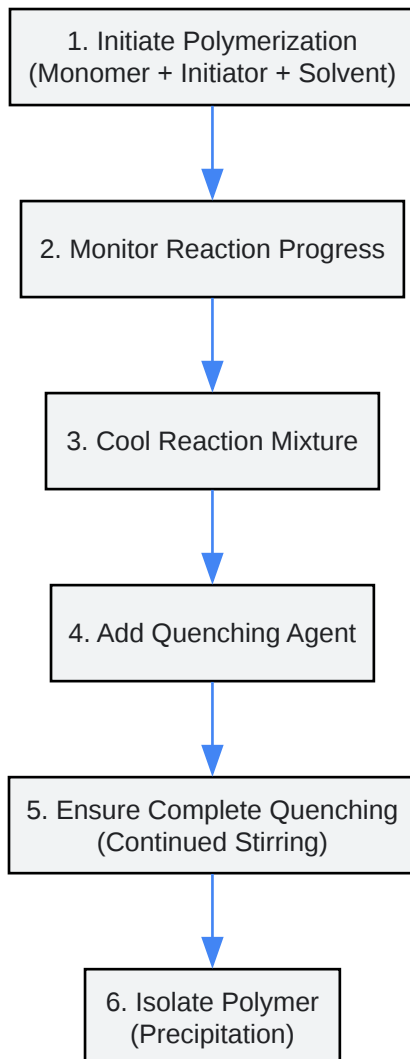 1. Initiate Polymerization
(Monomer + Initiator + Solvent)
2. Monitor Reaction Progress
3. Cool Reaction Mixture
4. Add Quenching Agent
5. Ensure Complete Quenching
(Continued Stirring)
6. Isolate Polymer
(Precipitation)